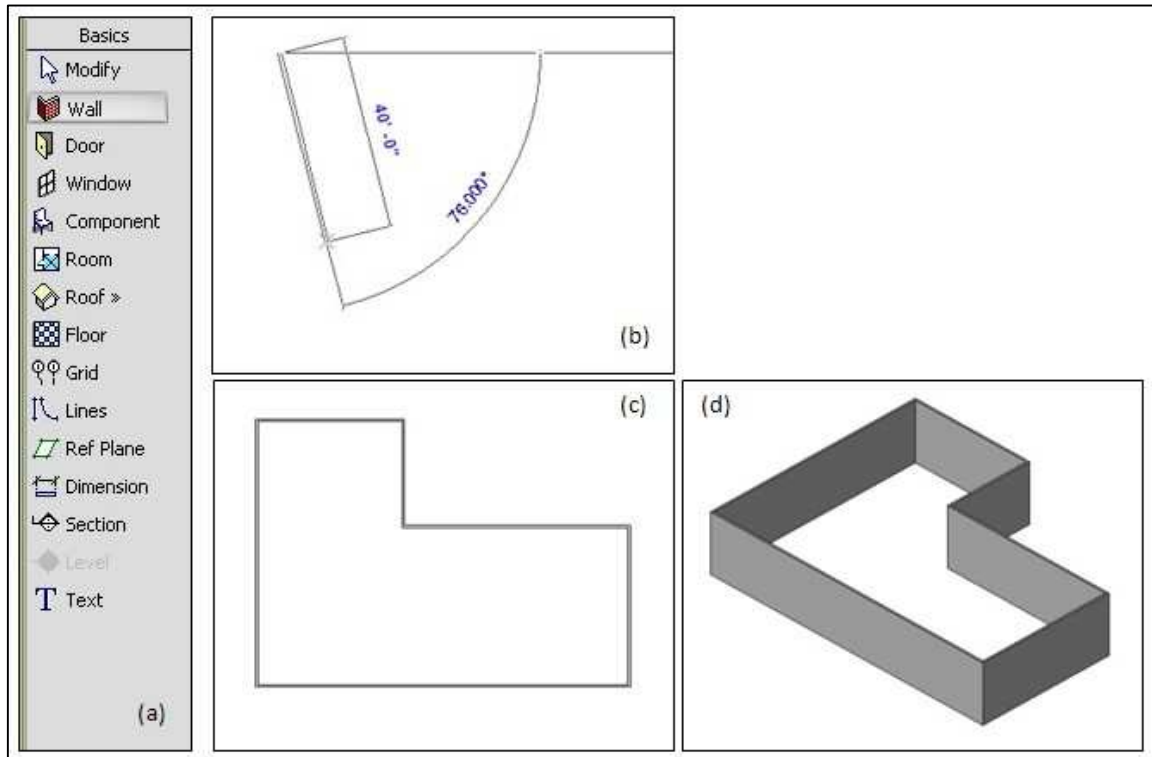 Basics
Modify
Wall
Door
Window
Component
Room
Roof »
Floor
Grid
Lines
Ref Plane
Dimension
Section
Level
T Text
(a)
40' -0"
76.000°
(b)
(c)
(d)